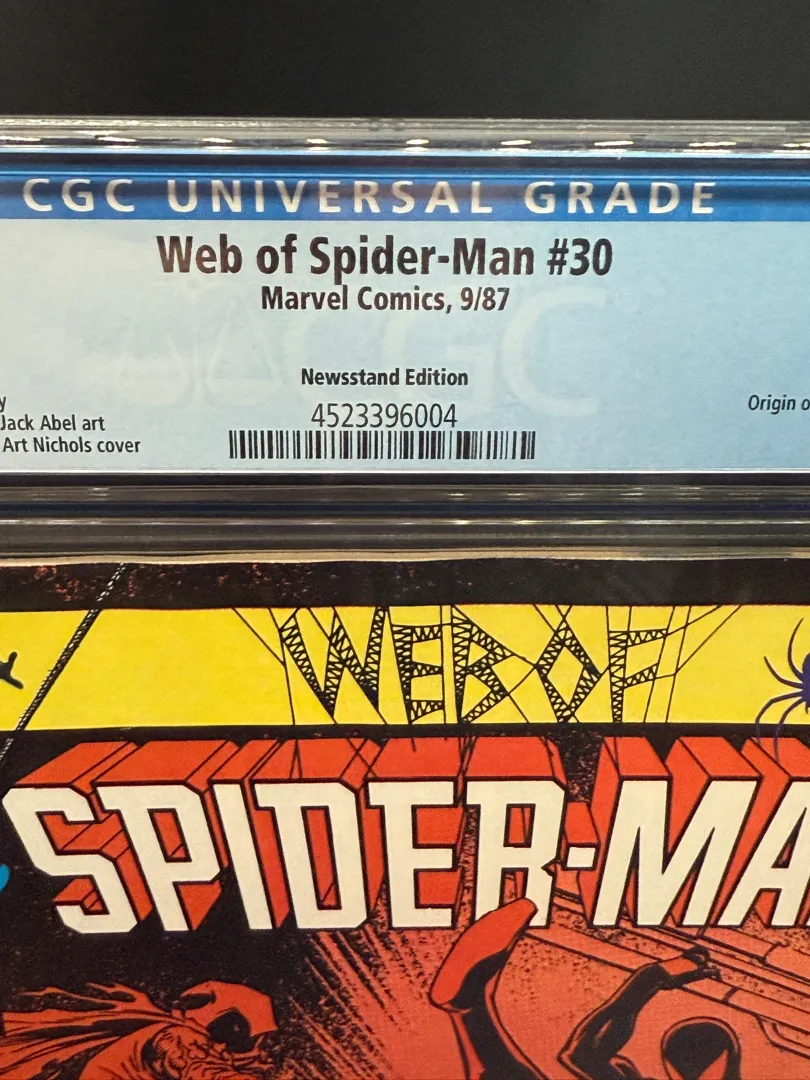 CGC UNIVERSAL GRADE
Web of Spider-Man #30
Marvel Comics, 9/87
Newsstand Edition
y
Jack Abel art
Art Nichols cover
4523396004
Origin o
WEB OF
SPIDER-MA